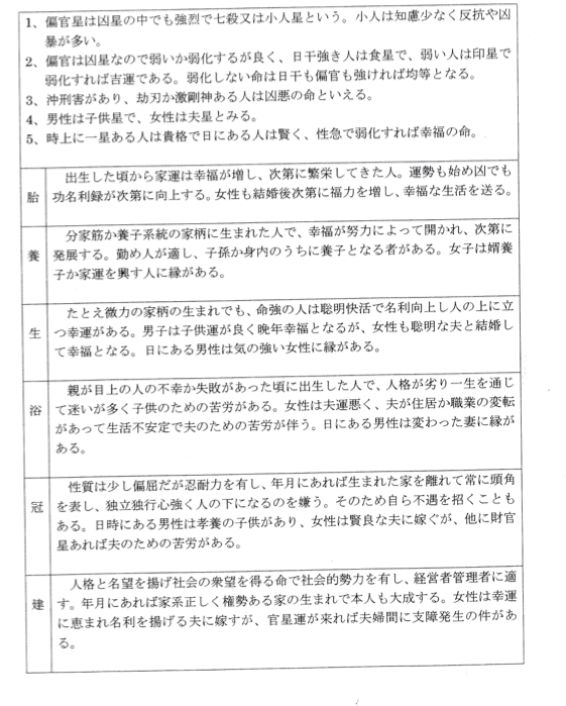 1、偏官星は凶星の中でも強烈で七殺又は小人星という。小人は知慮少なく反抗や凶
暴が多い。
2、偏官は凶星なので弱いか弱化するが良く、日干強き人は食星で、弱い人は印星で
弱化すれば吉運である。弱化しない命は日干も偏官も強ければ均等となる。
3、沖刑害があり、劫刃か激剛神ある人は凶悪の命といえる。
4、男性は子供星で、女性は夫星とみる。
5、時上に一星ある人は貴格で日にある人は賢く、性急で弱化すれば幸福の命。
胎
出生した頃から家運は幸福が増し、次第に繁栄してきた人。運勢も始め凶でも
功名利録が次第に向上する。女性も結婚後次第に福力を増し、幸福な生活を送る。
養
分家筋か養子系統の家柄に生まれた人で、幸福が努力によって開かれ、次第に
発展する。勤め人が適し、子孫か身内のうちに養子となる者がある。女子は婿養
子か家運を興す人に縁がある。
生
たとえ微力の家柄の生まれでも、命強の人は聡明快活で名利向上し人の上に立
つ幸運がある。男子は子供運が良く晩年幸福となるが、女性も聡明な夫と結婚し
て幸福となる。日にある男性は気の強い女性に縁がある。
浴
親が目上の人の不幸か失敗があった頃に出生した人で、人格が劣り一生を通じ
て迷いが多く子供のための苦労がある。女性は夫運悪く、夫が住居か職業の変転
があって生活不安定で夫のための苦労が伴う。日にある男性は変わった妻に縁が
ある。
冠
性質は少し偏屈だが忍耐力を有し、年月にあれば生まれた家を離れて常に頭角
を表し、独立独行心強く人の下になるのを嫌う。そのため自ら不遇を招くことも
ある。日時にある男性は孝養の子供があり、女性は賢良な夫に嫁ぐが、他に財官
星あれば夫のための苦労がある。
建
人格と名望を揚げ社会の衆望を得る命で社会的勢力を有し、経営者管理者に適
す。年月にあれば家系正しく権勢ある家の生まれで本人も大成する。女性は幸運
に恵まれ名利を揚げる夫に嫁すが、官星運が来れば夫婦間に支障発生の件があ
る。